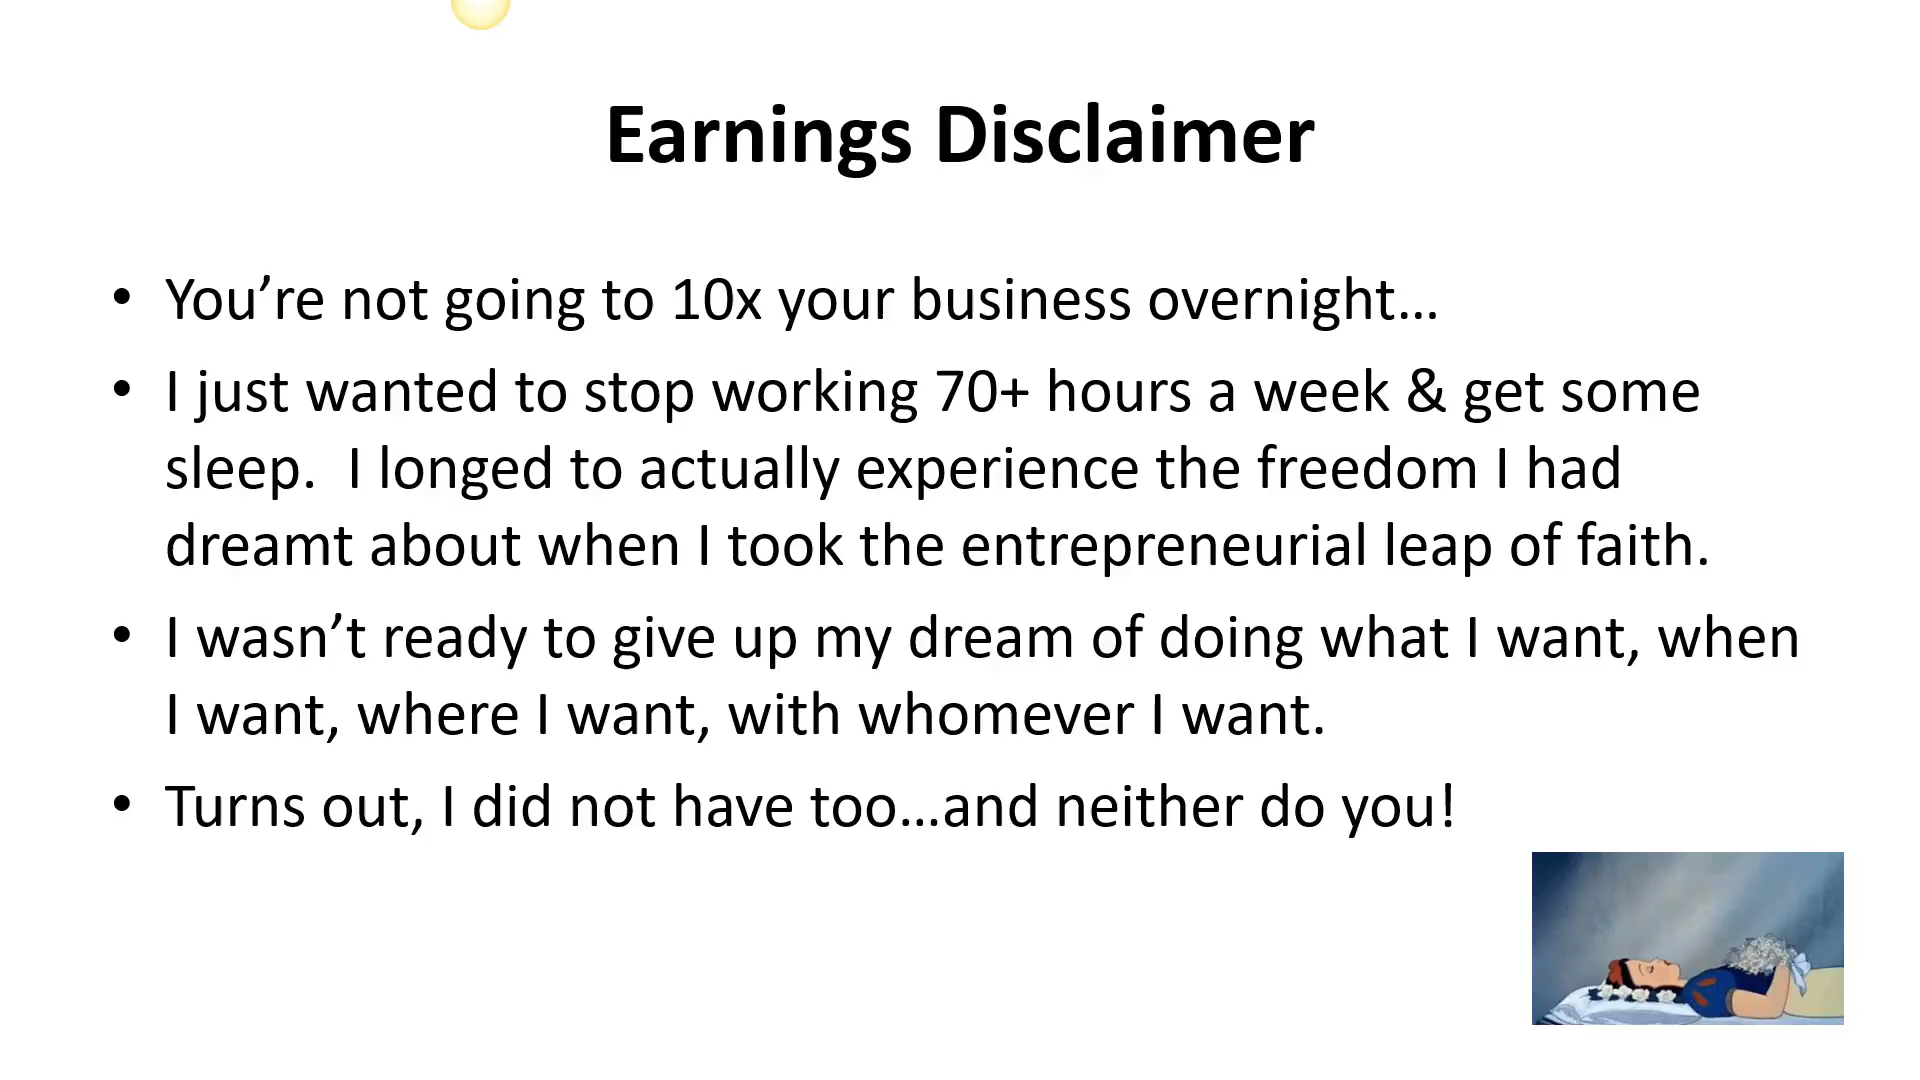 Earnings Disclaimer
• You’re not going to 10x your business overnight…
• I just wanted to stop working 70+ hours a week & get some
sleep.  I longed to actually experience the freedom I had
dreamt about when I took the entrepreneurial leap of faith.
• I wasn’t ready to give up my dream of doing what I want, when
I want, where I want, with whomever I want.
• Turns out, I did not have too…and neither do you!